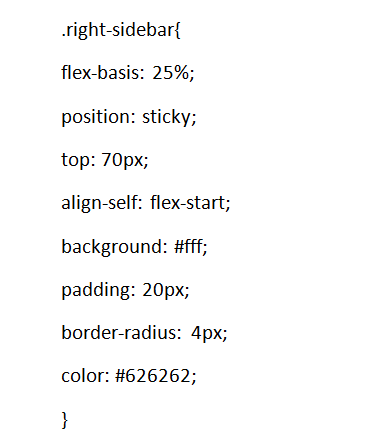 .right-sidebar{
flex-basis: 25%;
position: sticky;
top: 70px;
align-self: flex-start;
background: #fff;
padding: 20px;
border-radius: 4px;
color: #626262;
}